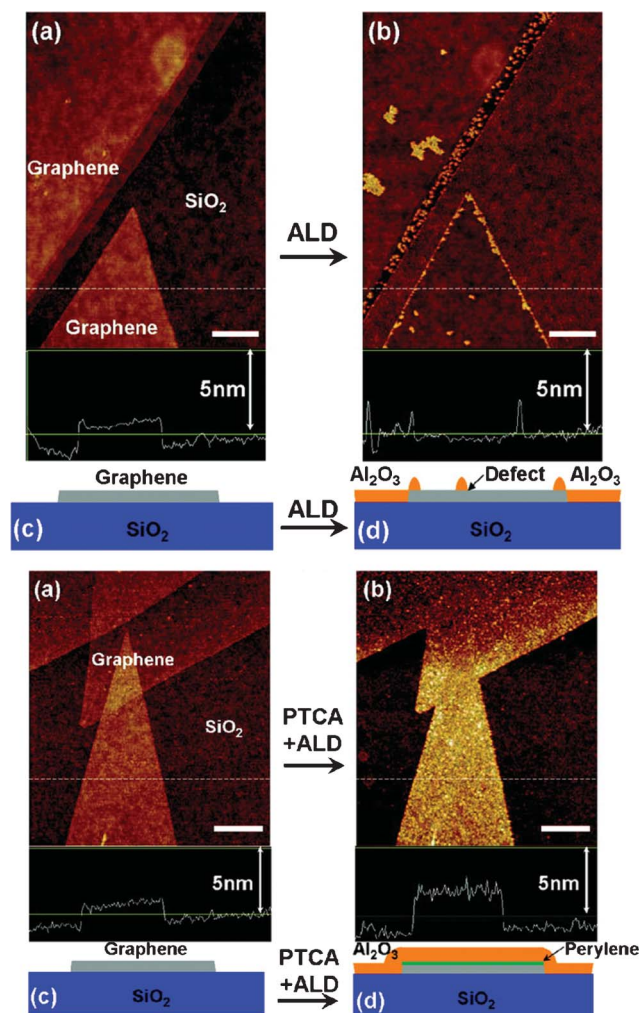 (a)
(b)
Graphene
SiO₂
ALD
Graphene
5nm
5nm
Graphene
Al₂O₃
Defect
Al₂O₃
(c)
SiO₂
ALD
(d)
SiO₂
(a)
(b)
Graphene
SiO₂
PTCA
+ALD
5nm
5nm
Graphene
PTCA
+ALD
Al₂O₃
Perylene
(c)
SiO₂
(d)
SiO₂